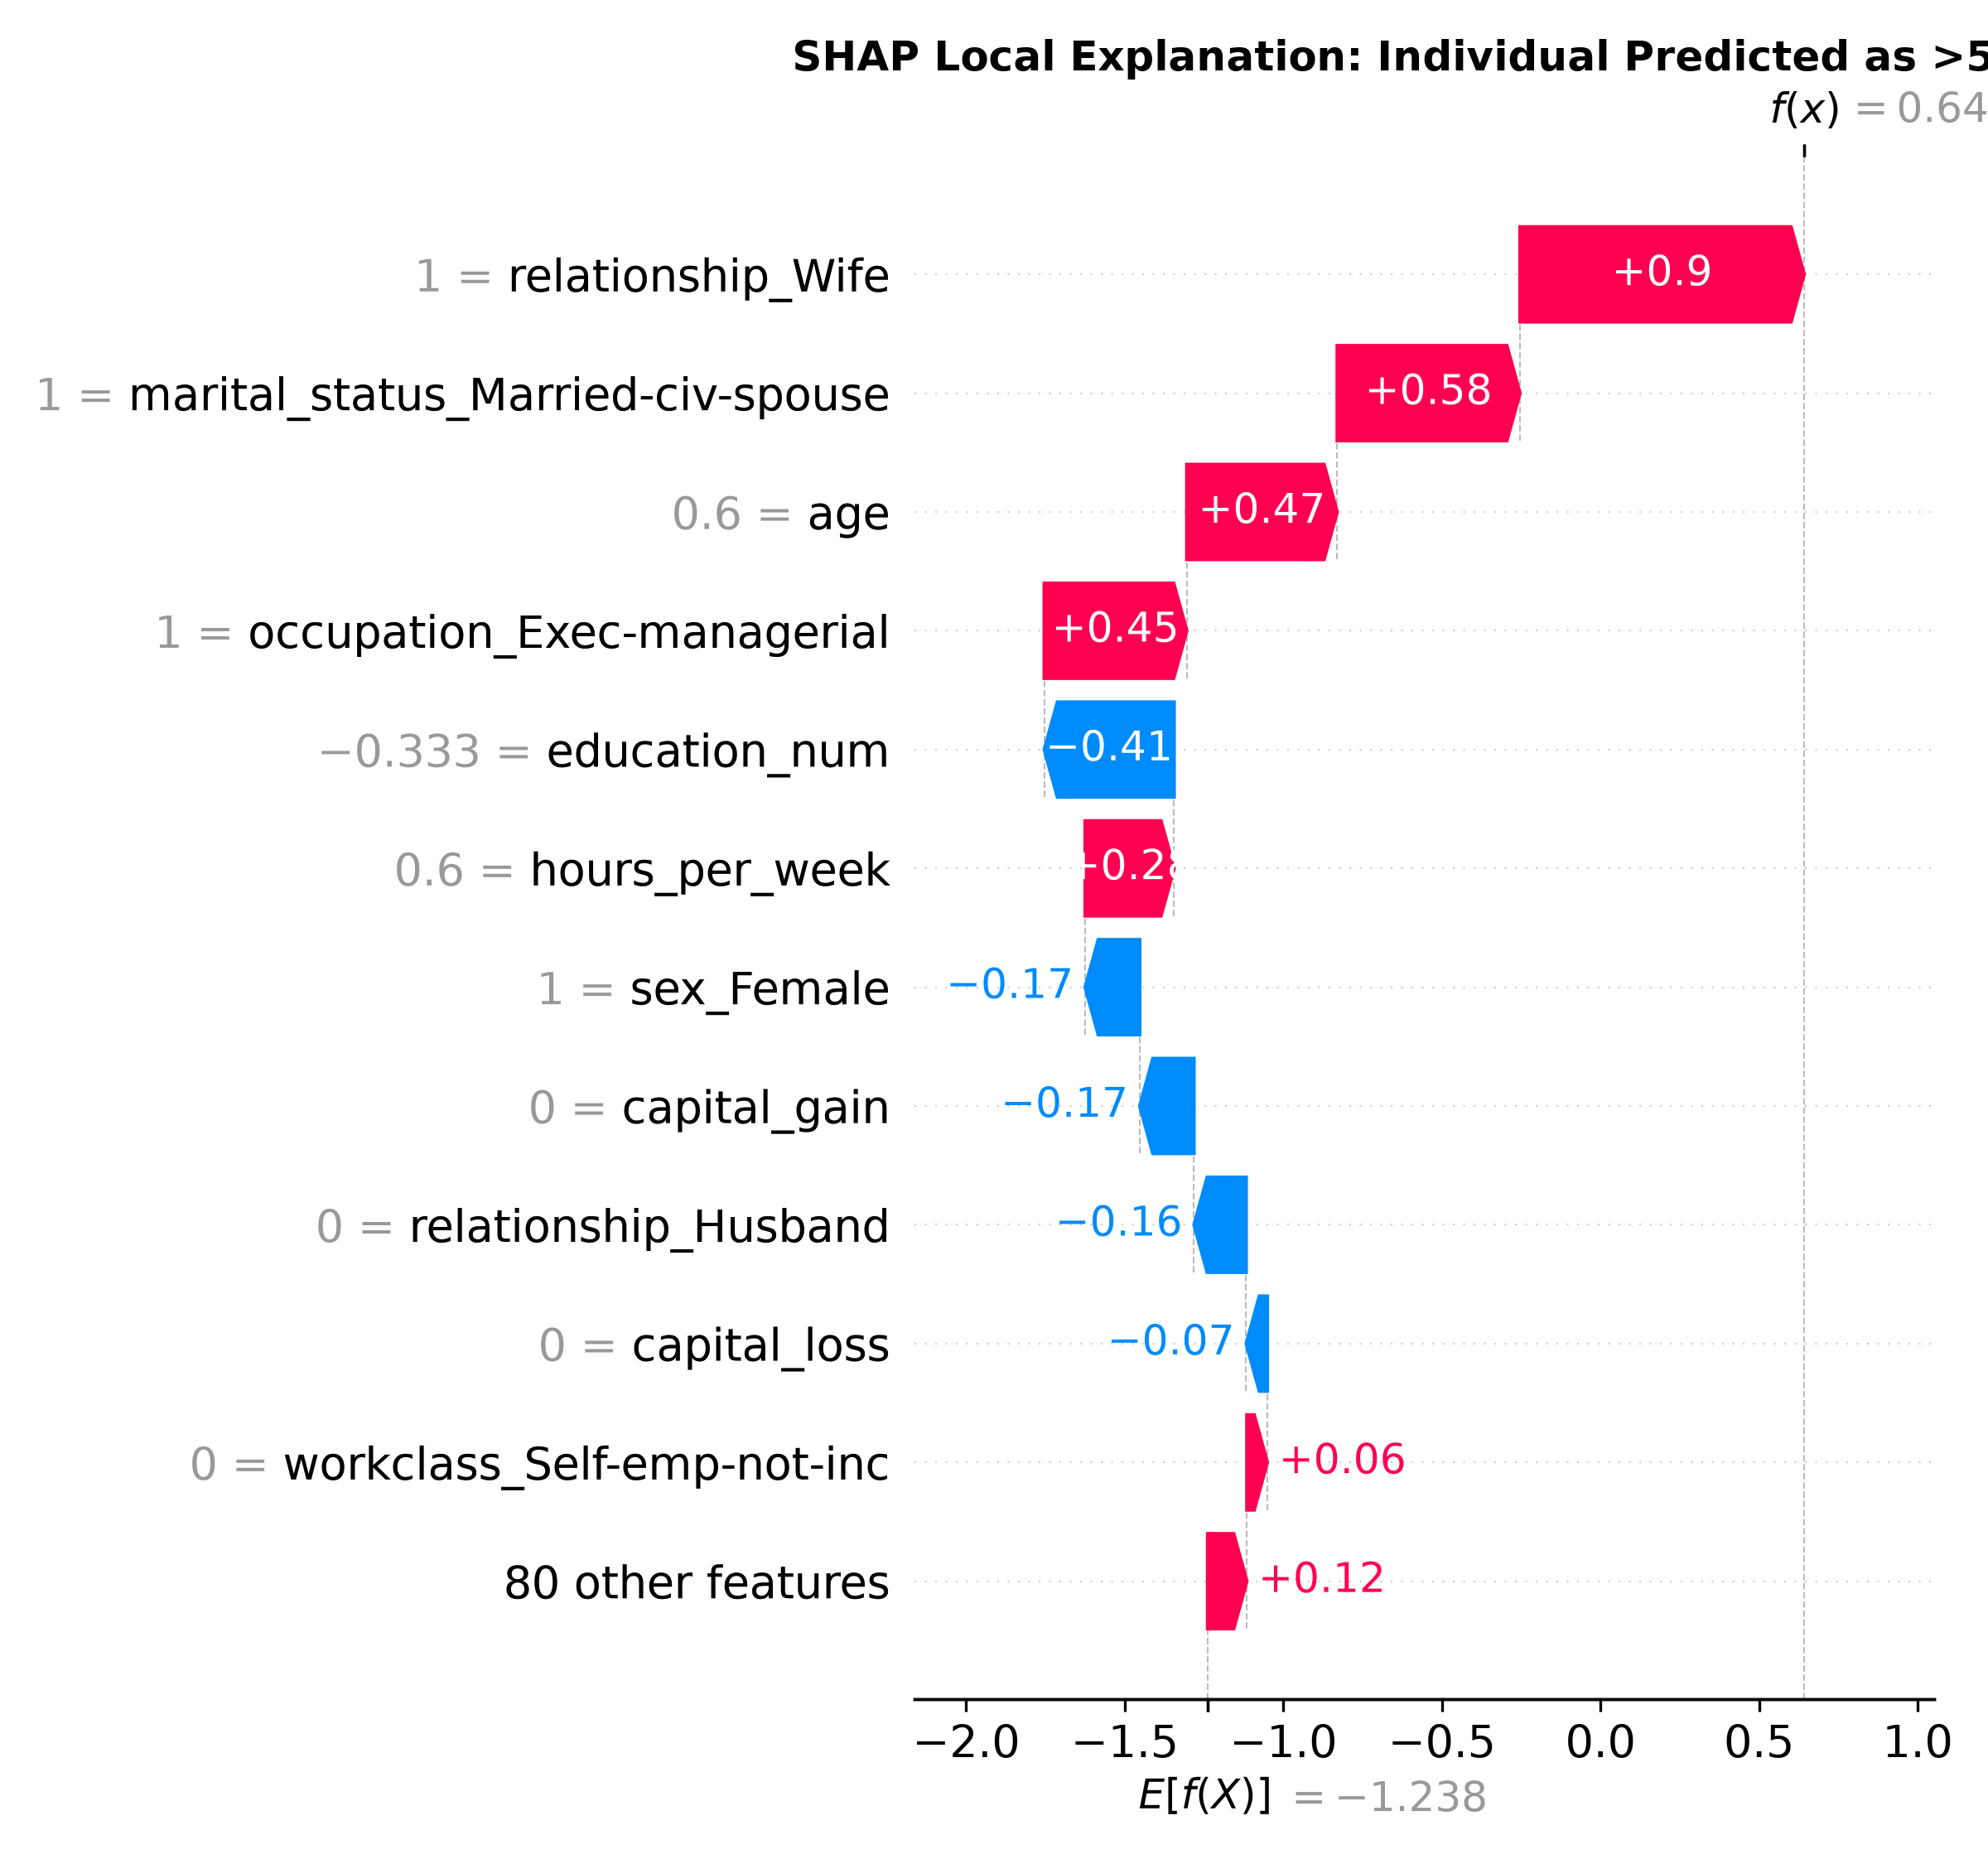 SHAP Local Explanation: Individual Predicted as >5
f(x) = 0.64
1 = relationship_Wife +0.9
1 = marital_status_Married-civ-spouse +0.58
0.6 = age +0.47
1 = occupation_Exec-managerial +0.45
−0.333 = education_num −0.41
0.6 = hours_per_week +0.28
1 = sex_Female −0.17
0 = capital_gain −0.17
0 = relationship_Husband −0.16
0 = capital_loss −0.07
0 = workclass_Self-emp-not-inc +0.06
80 other features +0.12
−2.0 −1.5 −1.0 −0.5 0.0 0.5 1.0
E[f(X)] = −1.238